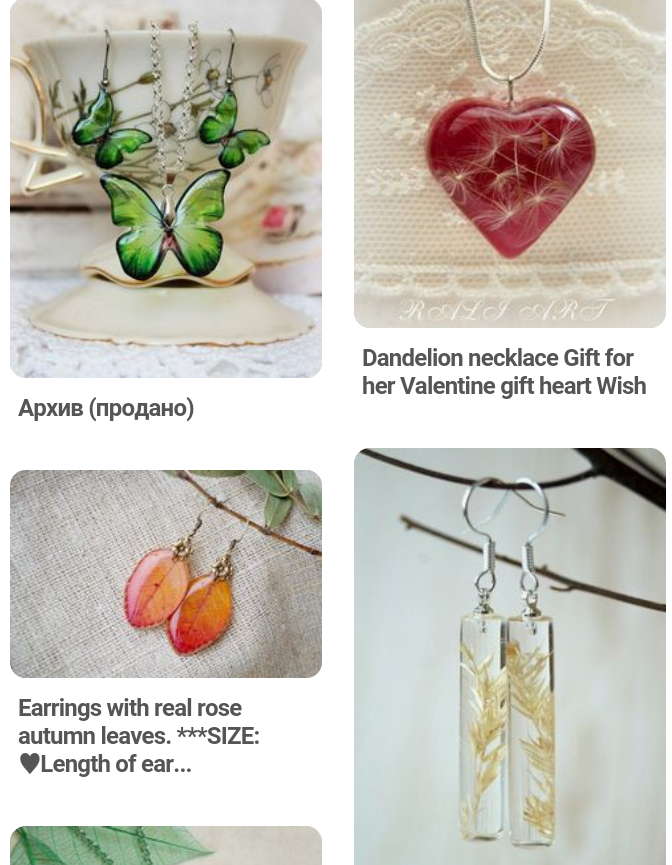 Архив (продано)
RALI ART
Dandelion necklace Gift for
her Valentine gift heart Wish
Earrings with real rose
autumn leaves. ***SIZE:
♥Length of ear...